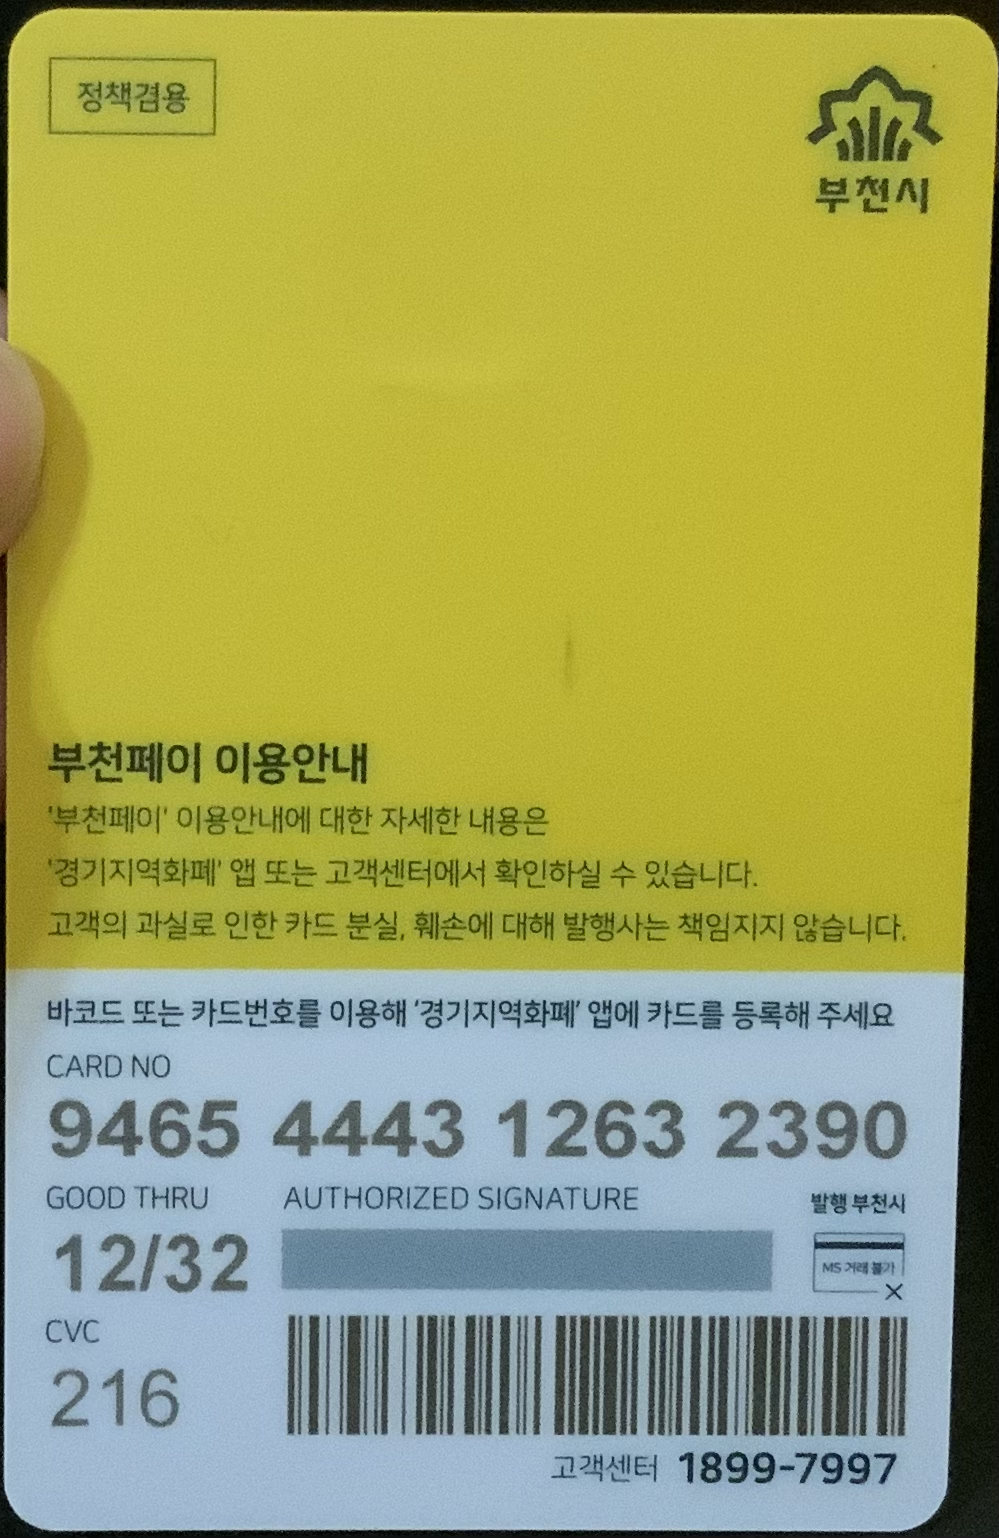 정책겸용
부천시
부천페이 이용안내
'부천페이' 이용안내에 대한 자세한 내용은
'경기지역화폐' 앱 또는 고객센터에서 확인하실 수 있습니다.
고객의 과실로 인한 카드 분실, 훼손에 대해 발행사는 책임지지 않습니다.
바코드 또는 카드번호를 이용해 '경기지역화폐' 앱에 카드를 등록해 주세요
CARD NO
9465 4443 1263 2390
GOOD THRU AUTHORIZED SIGNATURE 발행 부천시
12/32
MS 거래 불가
CVC
216
고객센터 1899-7997